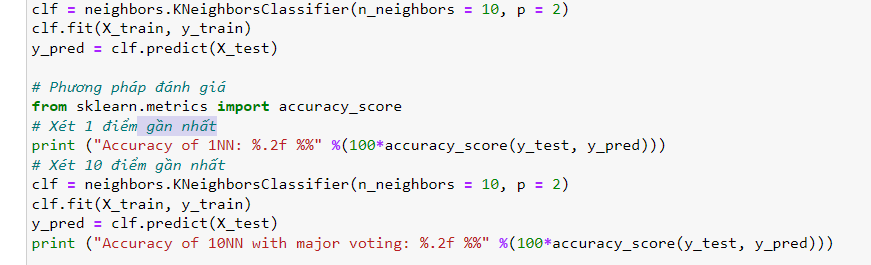 clf = neighbors.KNeighborsClassifier(n_neighbors = 10, p = 2)
clf.fit(X_train, y_train)
y_pred = clf.predict(X_test)
# Phương pháp đánh giá
from sklearn.metrics import accuracy_score
# Xét 1 điểm gần nhất
print ("Accuracy of 1NN: %.2f %%" %(100*accuracy_score(y_test, y_pred)))
# Xét 10 điểm gần nhất
clf = neighbors.KNeighborsClassifier(n_neighbors = 10, p = 2)
clf.fit(X_train, y_train)
y_pred = clf.predict(X_test)
print ("Accuracy of 10NN with major voting: %.2f %%" %(100*accuracy_score(y_test, y_pred)))